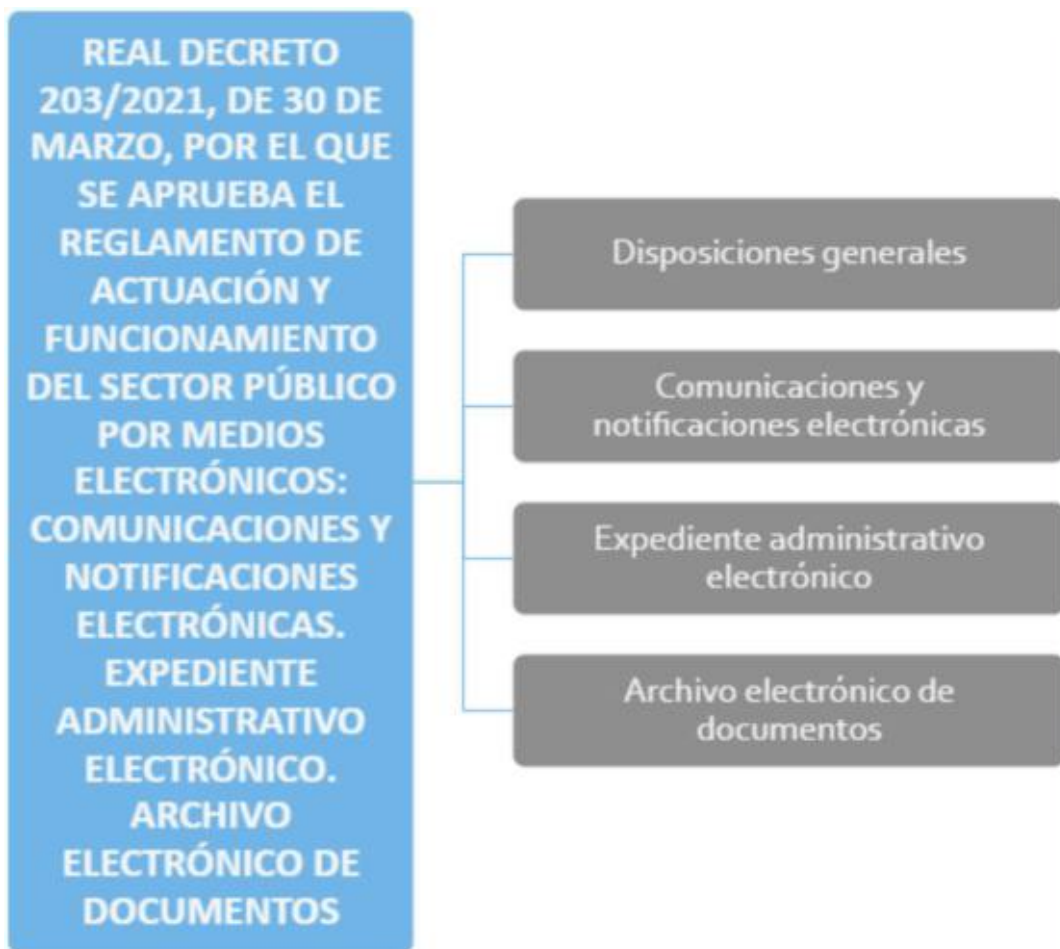 REAL DECRETO
203/2021, DE 30 DE
MARZO, POR EL QUE
SE APRUEBA EL
REGLAMENTO DE
ACTUACIÓN Y
FUNCIONAMIENTO
DEL SECTOR PÚBLICO
POR MEDIOS
ELECTRÓNICOS:
COMUNICACIONES Y
NOTIFICACIONES
ELECTRÓNICAS.
EXPEDIENTE
ADMINISTRATIVO
ELECTRÓNICO.
ARCHIVO
ELECTRÓNICO DE
DOCUMENTOS
Disposiciones generales
Comunicaciones y
notificaciones electrónicas
Expediente administrativo
electrónico
Archivo electrónico de
documentos